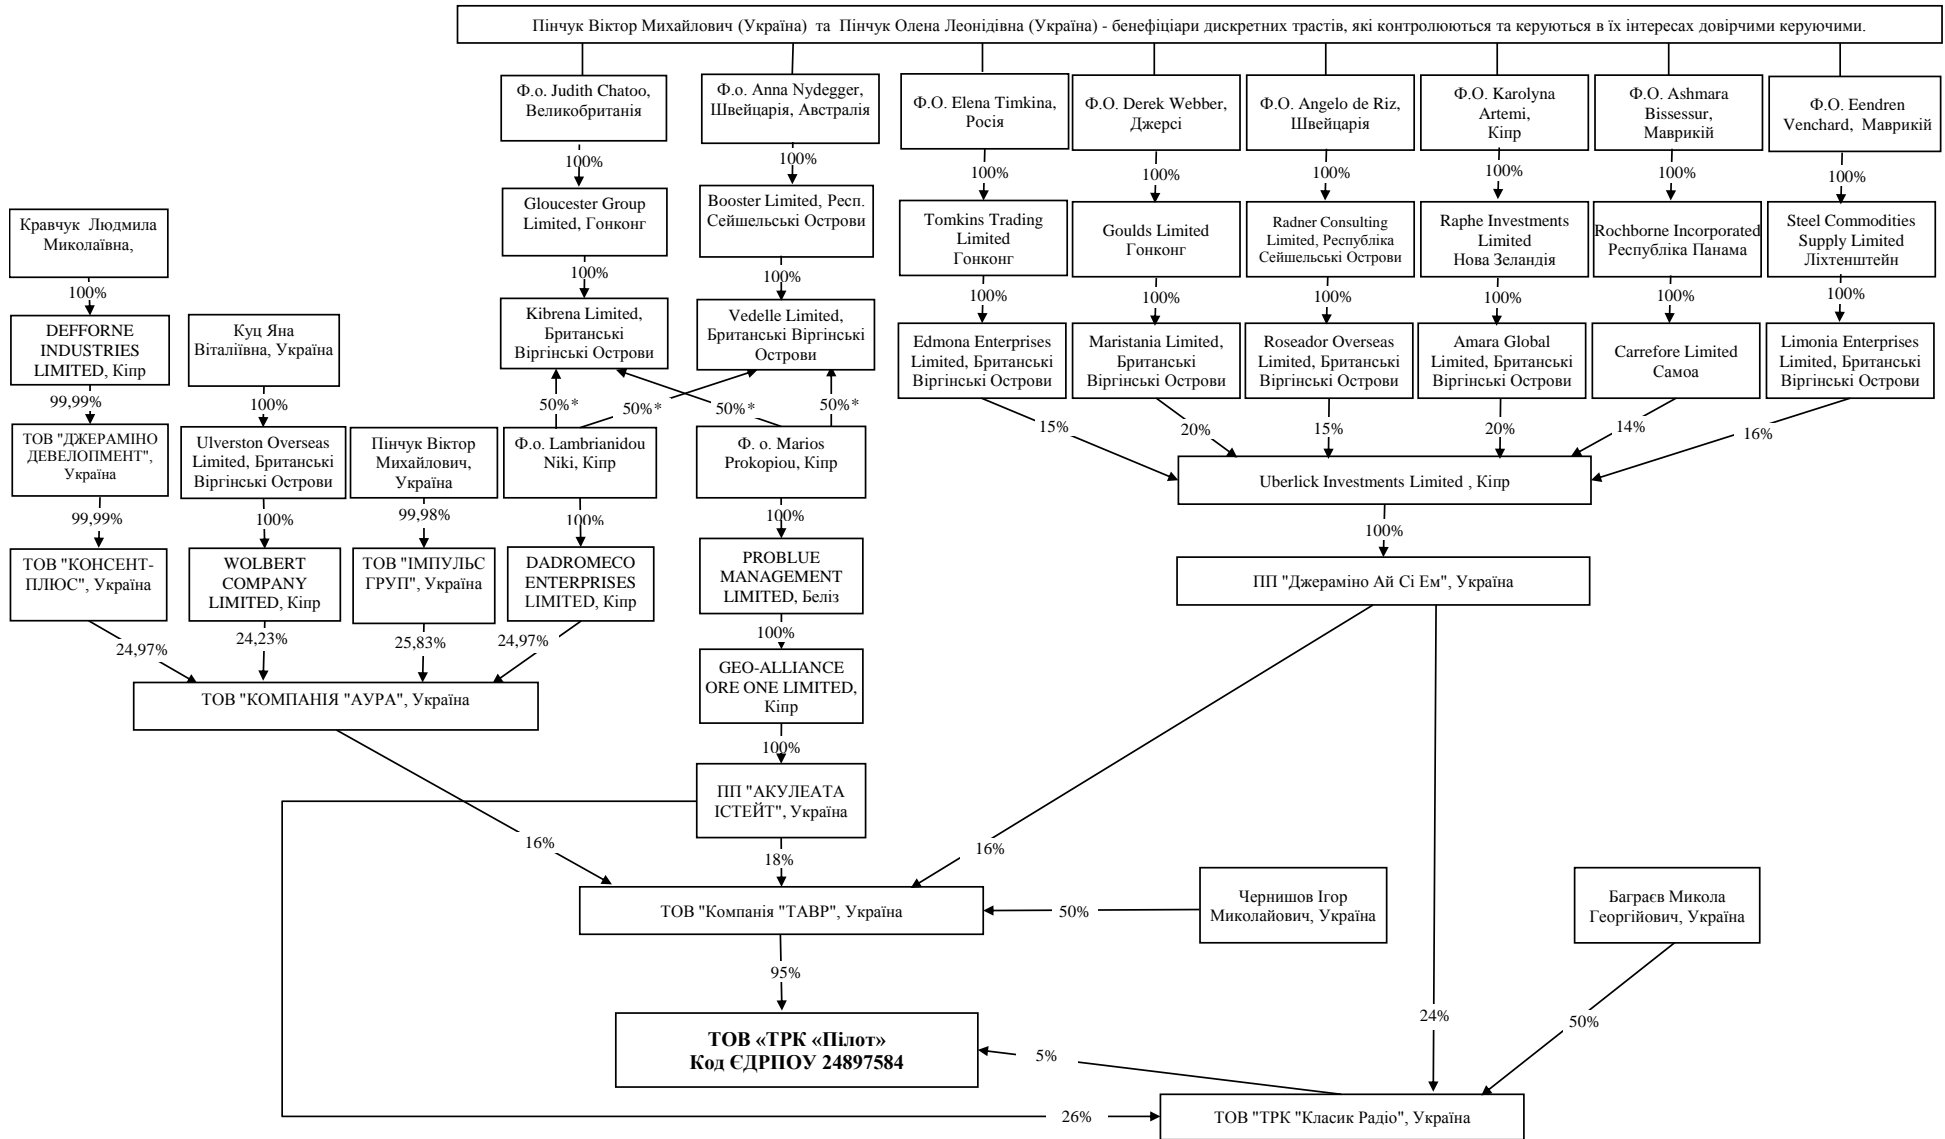 Пінчук Віктор Михайлович (Україна) та Пінчук Олена Леонідівна (Україна) - бенефіціари дискретних трастів, які контролюються та керуються в їх інтересах довірчими керуючими.
Ф.о. Judith Chatoo,
Великобританія
Ф.о. Anna Nydegger,
Швейцарія, Австралія
Ф.О. Elena Timkina,
Росія
Ф.О. Derek Webber,
Джерсі
Ф.О. Angelo de Riz,
Швейцарія
Ф.О. Karolyna
Artemi,
Кіпр
Ф.О. Ashmara
Bissessur,
Маврикій
Ф.О. Eendren
Venchard, Маврикій
100%
100%
100%
100%
100%
100%
100%
100%
Кравчук Людмила
Миколаївна,
Gloucester Group
Limited, Гонконг
Booster Limited, Респ.
Сейшельські Острови
Tomkins Trading
Limited
Гонконг
Goulds Limited
Гонконг
Radner Consulting
Limited, Республіка
Сейшельські Острови
Raphe Investments
Limited
Нова Зеландія
Rochborne Incorporated
Республіка Панама
Steel Commodities
Supply Limited
Ліхтенштейн
100%
100%
100%
100%
100%
100%
100%
100%
100%
DEFFORNE
INDUSTRIES
LIMITED, Кіпр
Куц Яна
Віталіївна, Україна
Kibrena Limited,
Британські
Віргінські Острови
Vedelle Limited,
Британські Віргінські
Острови
Edmona Enterprises
Limited, Британські
Віргінські Острови
Maristania Limited,
Британські
Віргінські Острови
Roseador Overseas
Limited, Британські
Віргінські Острови
Amara Global
Limited, Британські
Віргінські Острови
Carrefore Limited
Самоа
Limonia Enterprises
Limited, Британські
Віргінські Острови
99,99%
100%
50%*
50%*
50%*
50%*
15%
20%
15%
20%
14%
16%
ТОВ "ДЖЕРАМІНО
ДЕВЕЛОПМЕНТ",
Україна
Ulverston Overseas
Limited, Британські
Віргінські Острови
Пінчук Віктор
Михайлович,
Україна
Ф.о. Lambrianidou
Niki, Кіпр
Ф. о. Marios
Prokopiou, Кіпр
Uberlick Investments Limited , Кіпр
99,99%
100%
99,98%
100%
100%
100%
ТОВ "КОНСЕНТ-
ПЛЮС", Україна
WOLBERT
COMPANY
LIMITED, Кіпр
ТОВ "ІМПУЛЬС
ГРУП", Україна
DADROMECO
ENTERPRISES
LIMITED, Кіпр
PROBLUE
MANAGEMENT
LIMITED, Беліз
ПП "Джераміно Ай Сі Ем", Україна
24,97%
24,23%
25,83%
24,97%
100%
ТОВ "КОМПАНІЯ "АУРА", Україна
GEO-ALLIANCE
ORE ONE LIMITED,
Кіпр
100%
ПП "АКУЛЕАТА
ІСТЕЙТ", Україна
16%
18%
16%
ТОВ "Компанія "ТАВР", Україна
50%
Чернишов Ігор
Миколайович, Україна
Баграєв Микола
Георгійович, Україна
95%
24%
50%
ТОВ «ТРК «Пілот»
Код ЄДРПОУ 24897584
5%
26%
ТОВ "ТРК "Класик Радіо", Україна